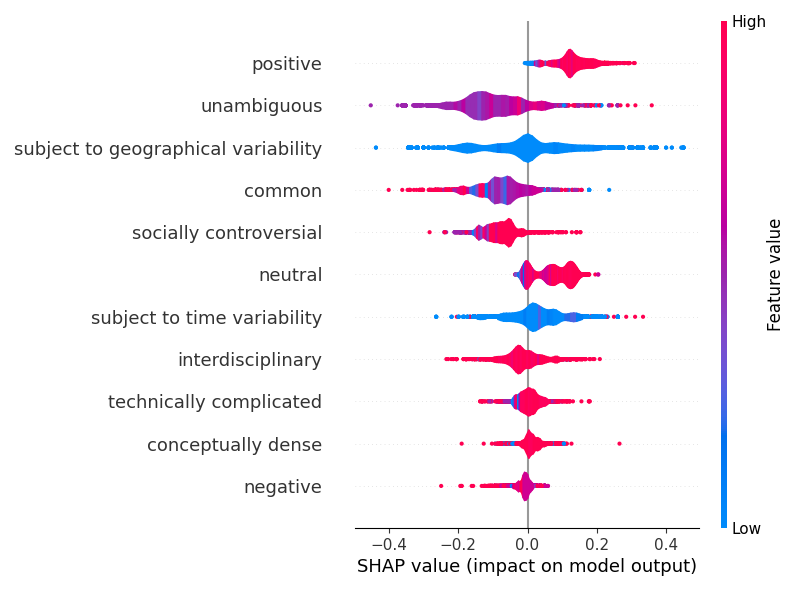 High
positive
unambiguous
subject to geographical variability
common
socially controversial
neutral
subject to time variability
interdisciplinary
technically complicated
conceptually dense
negative
Feature value
Low
−0.4 −0.2 0.0 0.2 0.4
SHAP value (impact on model output)